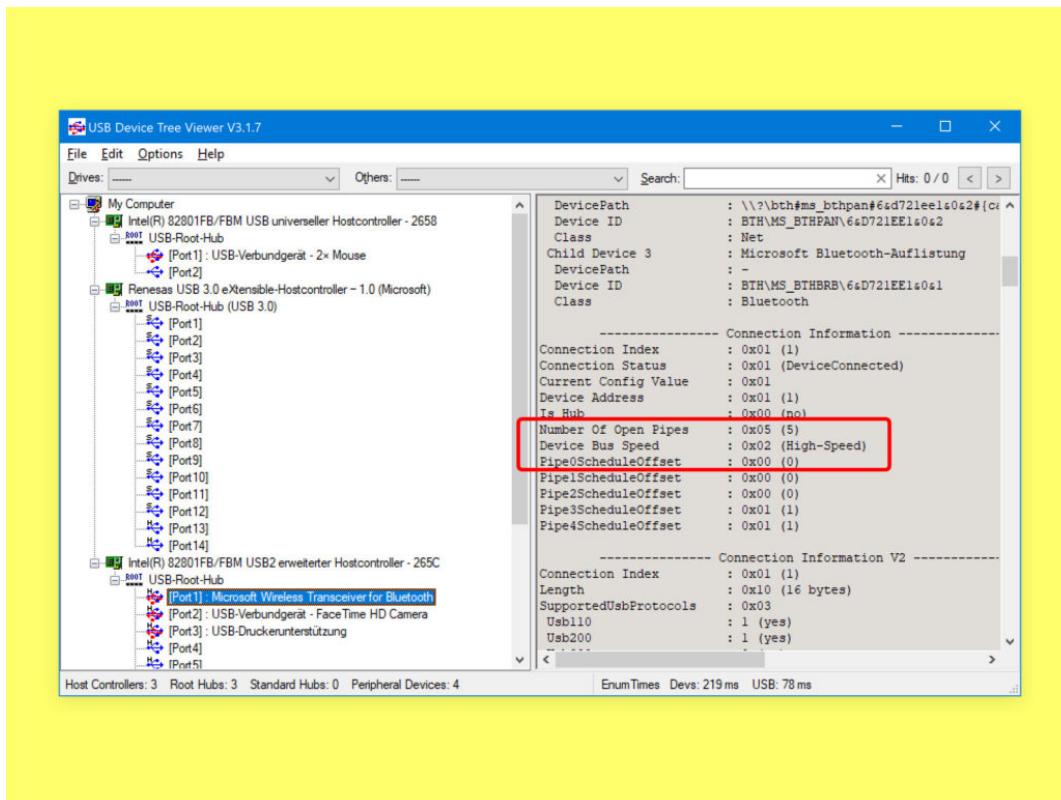 USB Device Tree Viewer V3.1.7
File Edit Options Help
Drives: ------ Others: ------ Search: Hits: 0 / 0 < >
My Computer
Intel(R) 82801FB/FBM USB universeller Hostcontroller - 2658
USB-Root-Hub
[Port1] : USB-Verbundgerät - 2× Mouse
[Port2]
Renesas USB 3.0 eXtensible-Hostcontroller – 1.0 (Microsoft)
USB-Root-Hub (USB 3.0)
[Port1]
[Port2]
[Port3]
[Port4]
[Port5]
[Port6]
[Port7]
[Port8]
[Port9]
[Port10]
[Port11]
[Port12]
[Port13]
[Port14]
Intel(R) 82801FB/FBM USB2 erweiterter Hostcontroller - 265C
USB-Root-Hub
[Port1] : Microsoft Wireless Transceiver for Bluetooth
[Port2] : USB-Verbundgerät - FaceTime HD Camera
[Port3] : USB-Druckerunterstützung
[Port4]
[Port5]
DevicePath : \\?\bth#ms_bthpan#6&d721ee1&0&2#{ca
Device ID : BTH\MS_BTHPAN\6&D721EE1&0&2
Class : Net
Child Device 3 : Microsoft Bluetooth-Auflistung
DevicePath : -
Device ID : BTH\MS_BTHBRB\6&D721EE1&0&1
Class : Bluetooth
---------------- Connection Information --------------
Connection Index : 0x01 (1)
Connection Status : 0x01 (DeviceConnected)
Current Config Value : 0x01
Device Address : 0x01 (1)
Is Hub : 0x00 (no)
Number Of Open Pipes : 0x05 (5)
Device Bus Speed : 0x02 (High-Speed)
Pipe0ScheduleOffset : 0x00 (0)
Pipe1ScheduleOffset : 0x00 (0)
Pipe2ScheduleOffset : 0x00 (0)
Pipe3ScheduleOffset : 0x01 (1)
Pipe4ScheduleOffset : 0x01 (1)
--------------- Connection Information V2 ------------
Connection Index : 0x01 (1)
Length : 0x10 (16 bytes)
SupportedUsbProtocols : 0x03
Usb110 : 1 (yes)
Usb200 : 1 (yes)
Host Controllers: 3 Root Hubs: 3 Standard Hubs: 0 Peripheral Devices: 4 EnumTimes Devs: 219 ms USB: 78 ms